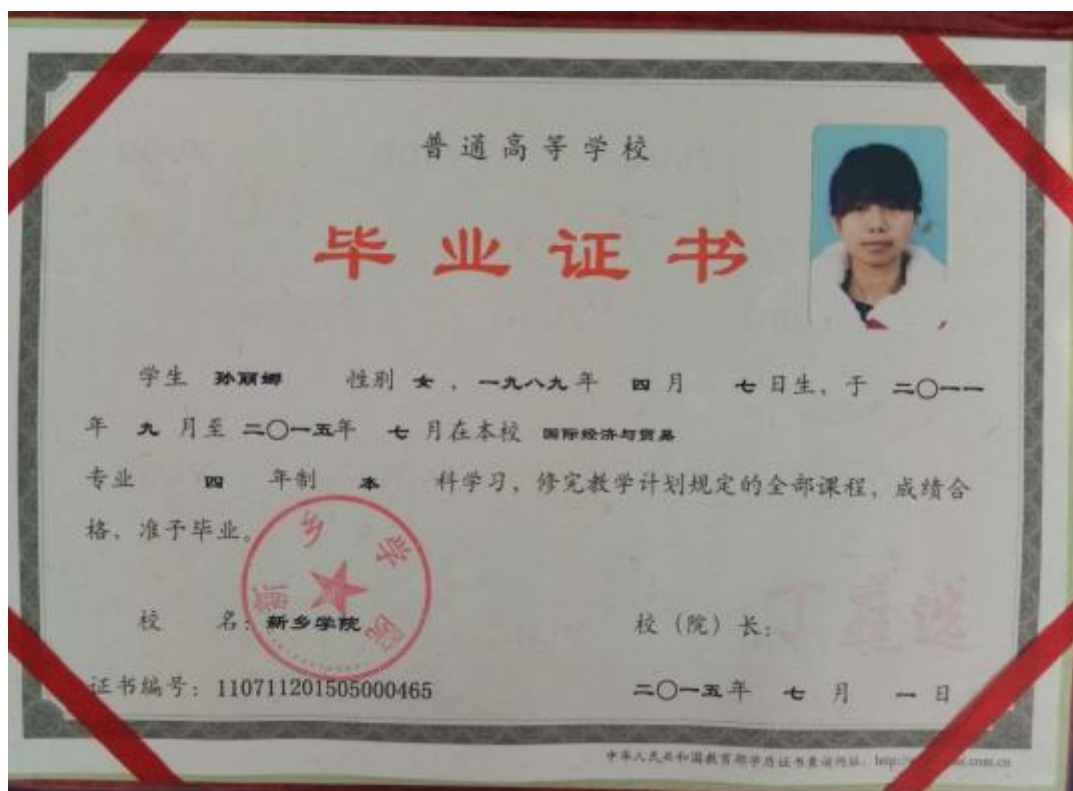 普通高等学校
毕业证书
学生 孙丽娜 性别 女 ，一九八九年 四月 七日生，于 二〇一一
年 九 月至 二〇一五年 七 月在本校 国际经济与贸易
专业 四 年制 本 科学习，修完教学计划规定的全部课程，成绩合
格，准予毕业。
新乡学院
校 名：新乡学院 校（院）长：
证书编号：110711201505000465 二〇一五年 七 月 一日
中华人民共和国教育部学历证书查询网址：